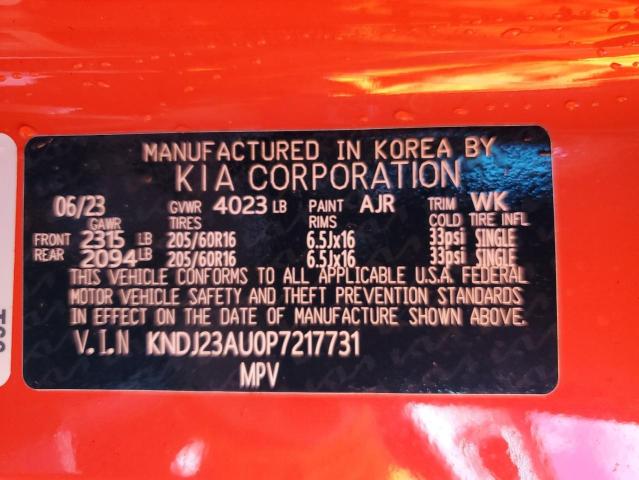 MANUFACTURED IN KOREA BY
KIA CORPORATION
06/23 GVWR 4023 LB PAINT AJR TRIM WK
GAWR TIRES RIMS COLD TIRE INFL
FRONT 2315 LB 205/60R16 6.5Jx16 33psi SINGLE
REAR 2094 LB 205/60R16 6.5Jx16 33psi SINGLE
THIS VEHICLE CONFORMS TO ALL APPLICABLE U.S.A. FEDERAL
MOTOR VEHICLE SAFETY AND THEFT PREVENTION STANDARDS
IN EFFECT ON THE DATE OF MANUFACTURE SHOWN ABOVE.
V.I.N KNDJ23AU0P7217731
MPV